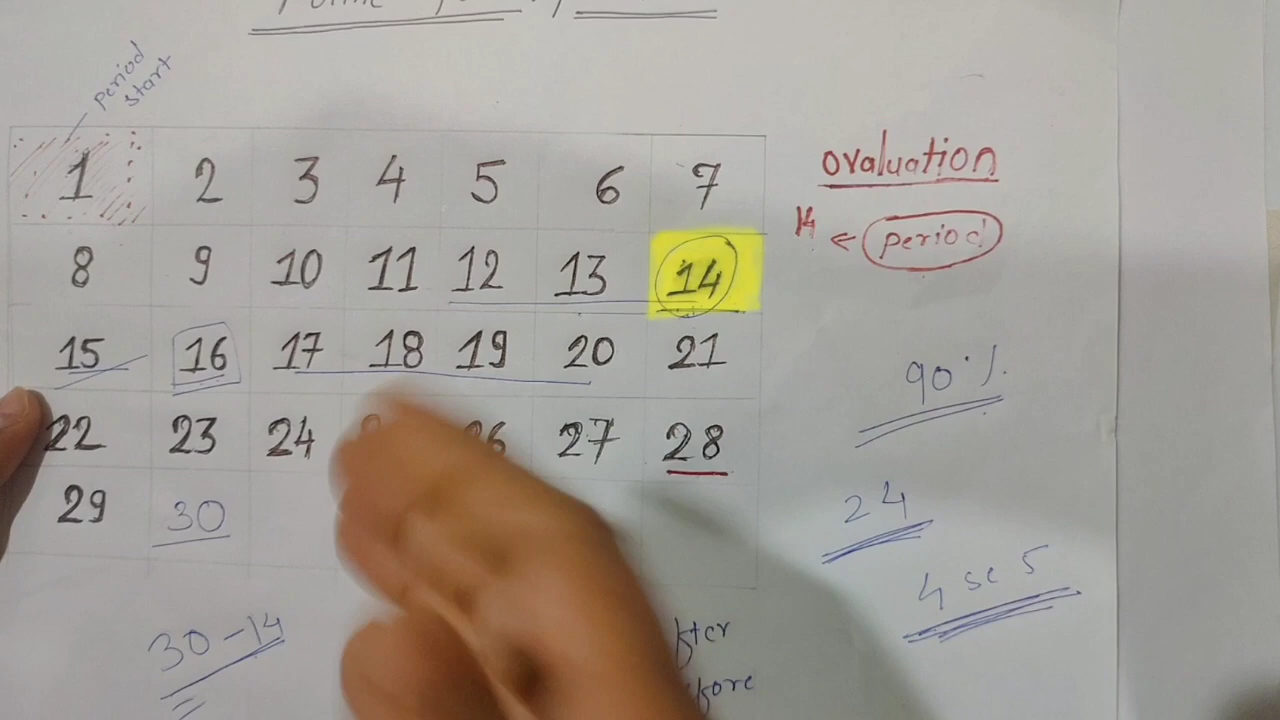 period
start
1 2 3 4 5 6 7
8 9 10 11 12 13 14
15 16 17 18 19 20 21
22 23 24 26 27 28
29 30
ovaluation
14 ← period
90%
24
4 se 5
30-14